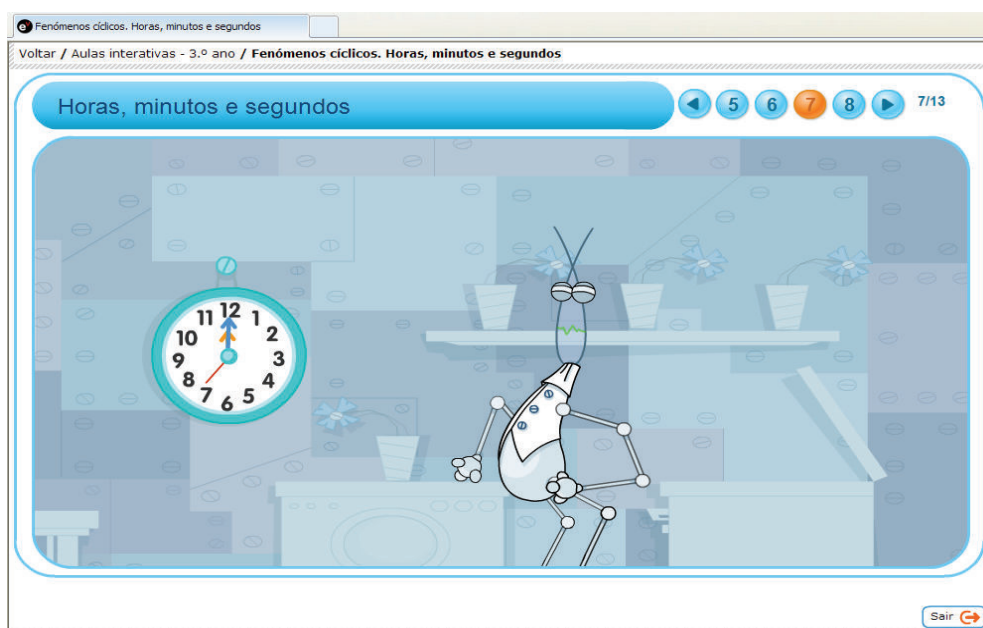 Fenómenos cíclicos. Horas, minutos e segundos
Voltar / Aulas interativas - 3.º ano / Fenómenos cíclicos. Horas, minutos e segundos
Horas, minutos e segundos
5 6 7 8 7/13
12
1
2
3
4
5
6
7
8
9
10
11
Sair